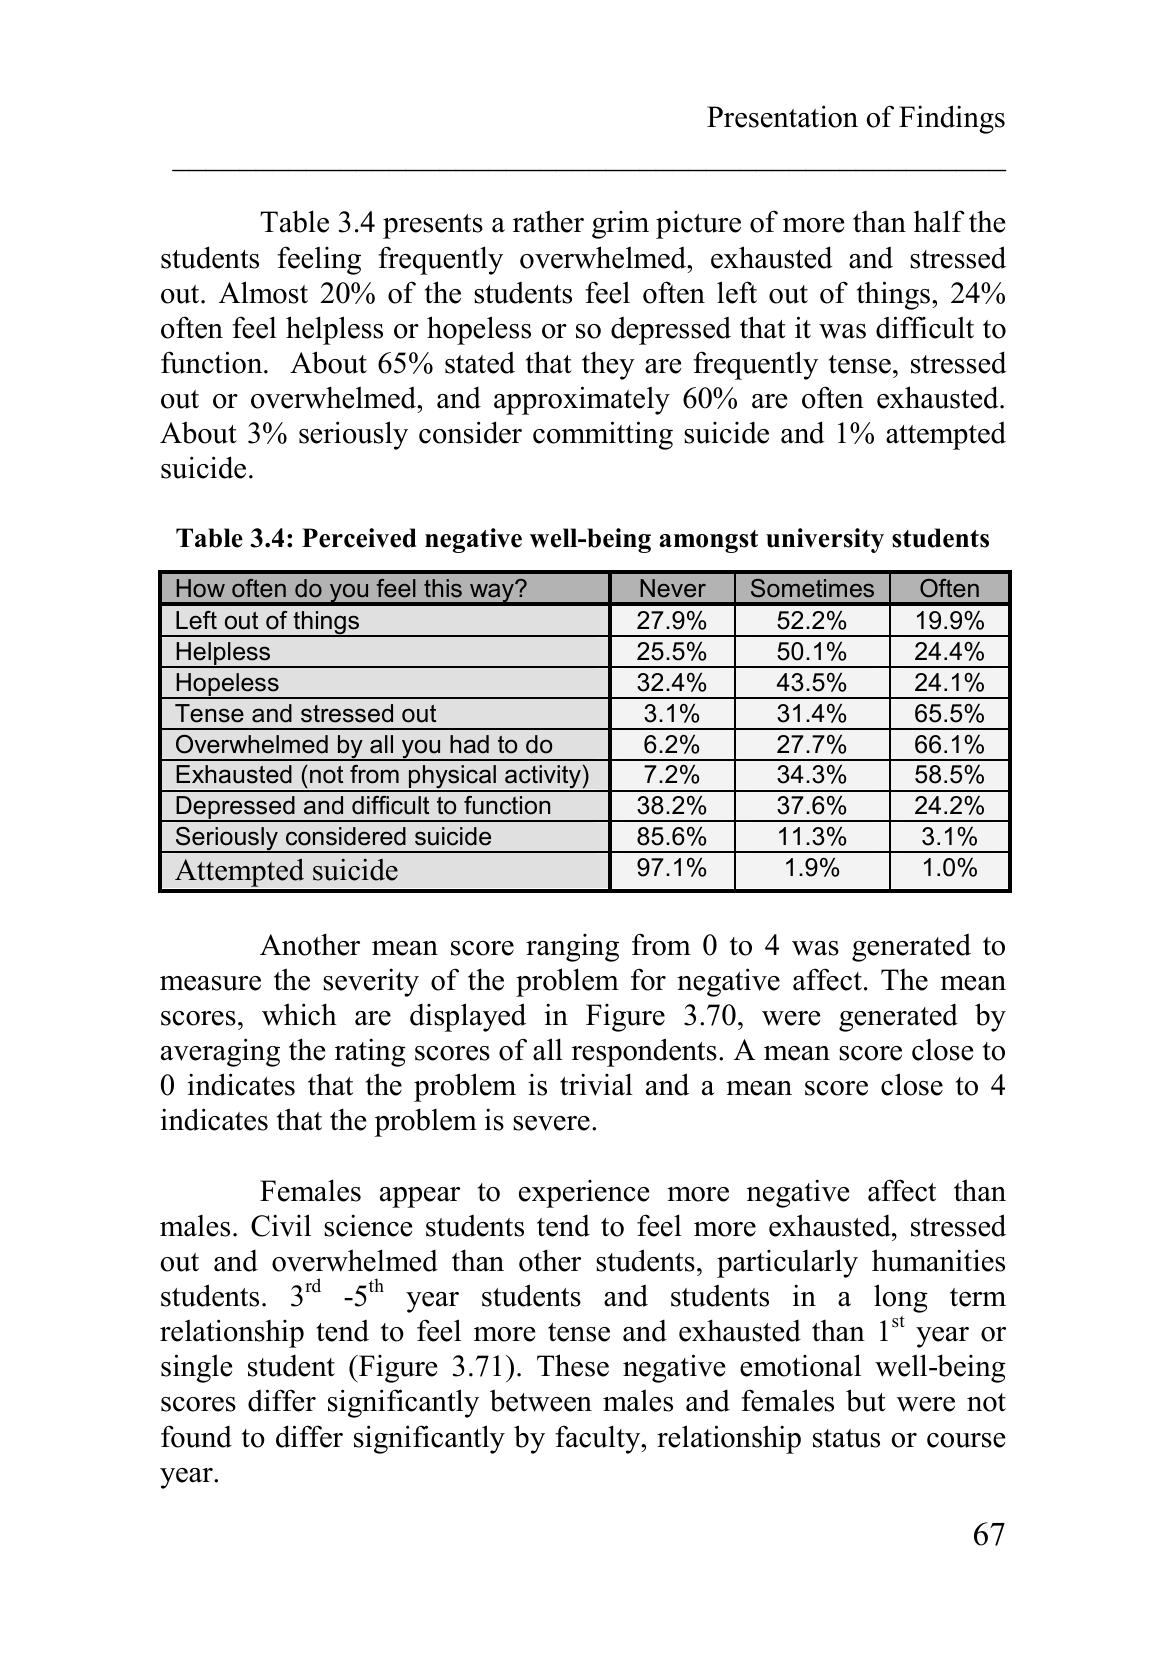 Presentation of Findings
Table 3.4 presents a rather grim picture of more than half the
students feeling frequently overwhelmed, exhausted and stressed
out. Almost 20% of the students feel often left out of things, 24%
often feel helpless or hopeless or so depressed that it was difficult to
function. About 65% stated that they are frequently tense, stressed
out or overwhelmed, and approximately 60% are often exhausted.
About 3% seriously consider committing suicide and 1% attempted
suicide.
Table 3.4: Perceived negative well-being amongst university students
How often do you feel this way? Never Sometimes Often
Left out of things 27.9% 52.2% 19.9%
Helpless 25.5% 50.1% 24.4%
Hopeless 32.4% 43.5% 24.1%
Tense and stressed out 3.1% 31.4% 65.5%
Overwhelmed by all you had to do 6.2% 27.7% 66.1%
Exhausted (not from physical activity) 7.2% 34.3% 58.5%
Depressed and difficult to function 38.2% 37.6% 24.2%
Seriously considered suicide 85.6% 11.3% 3.1%
Attempted suicide 97.1% 1.9% 1.0%
Another mean score ranging from 0 to 4 was generated to
measure the severity of the problem for negative affect. The mean
scores, which are displayed in Figure 3.70, were generated by
averaging the rating scores of all respondents. A mean score close to
0 indicates that the problem is trivial and a mean score close to 4
indicates that the problem is severe.
Females appear to experience more negative affect than
males. Civil science students tend to feel more exhausted, stressed
out and overwhelmed than other students, particularly humanities
students. 3rd -5th year students and students in a long term
relationship tend to feel more tense and exhausted than 1st year or
single student (Figure 3.71). These negative emotional well-being
scores differ significantly between males and females but were not
found to differ significantly by faculty, relationship status or course
year.
67